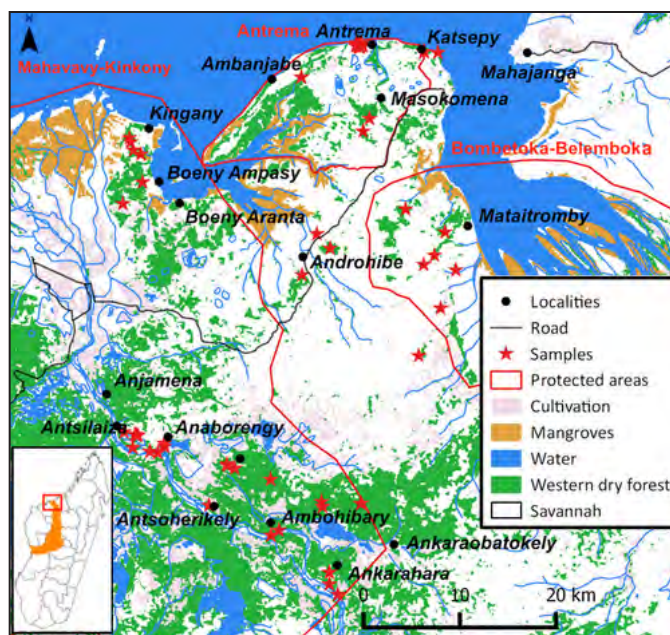 Antrema
Antrema
Katsepy
Mahavavy-Kinkony
Ambanjabe
Mahajanga
Masokomena
Kingany
Bombetoka-Belemboka
Boeny Ampasy
Boeny Aranta
Mataitromby
Androhibe
Localities
Road
Samples
Protected areas
Cultivation
Mangroves
Water
Western dry forest
Savannah
Anjamena
Antsilaiza
Anaborengy
Antsoherikely
Ambohibary
Ankaraobatokely
Ankarahara
0 10 20 km
N